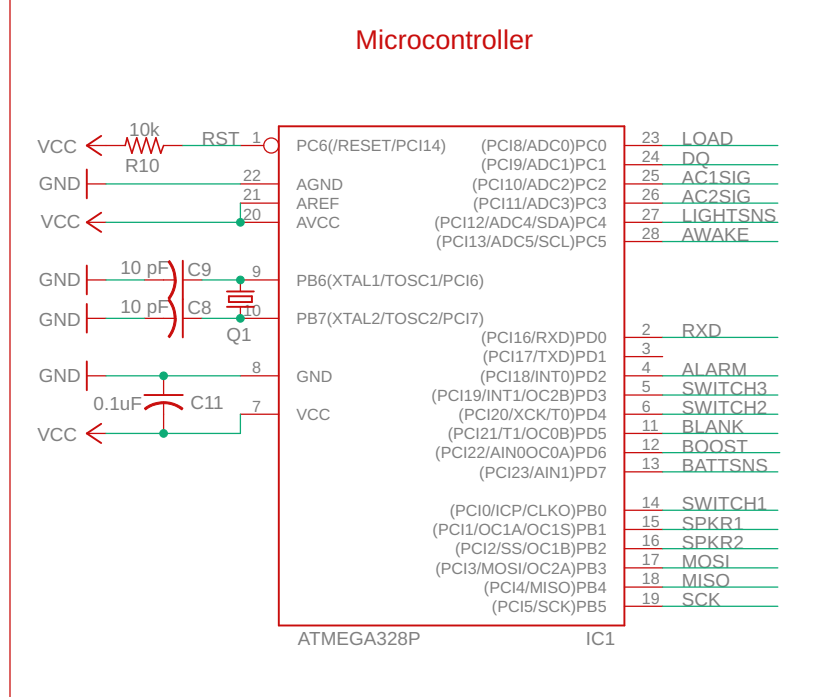 Microcontroller
10k
VCC
RST
1
R10
PC6(/RESET/PCI14)
GND
22
AGND
21
AREF
VCC
20
AVCC
10 pF
C9
GND
9
PB6(XTAL1/TOSC1/PCI6)
10 pF
C8
GND
10
PB7(XTAL2/TOSC2/PCI7)
Q1
GND
8
GND
0.1uF
C11
7
VCC
VCC
(PCI8/ADC0)PC0 23 LOAD
(PCI9/ADC1)PC1 24 DQ
(PCI10/ADC2)PC2 25 AC1SIG
(PCI11/ADC3)PC3 26 AC2SIG
(PCI12/ADC4/SDA)PC4 27 LIGHTSNS
(PCI13/ADC5/SCL)PC5 28 AWAKE
(PCI16/RXD)PD0 2 RXD
(PCI17/TXD)PD1 3
(PCI18/INT0)PD2 4 ALARM
(PCI19/INT1/OC2B)PD3 5 SWITCH3
(PCI20/XCK/T0)PD4 6 SWITCH2
(PCI21/T1/OC0B)PD5 11 BLANK
(PCI22/AIN0OC0A)PD6 12 BOOST
(PCI23/AIN1)PD7 13 BATTSNS
(PCI0/ICP/CLKO)PB0 14 SWITCH1
(PCI1/OC1A/OC1S)PB1 15 SPKR1
(PCI2/SS/OC1B)PB2 16 SPKR2
(PCI3/MOSI/OC2A)PB3 17 MOSI
(PCI4/MISO)PB4 18 MISO
(PCI5/SCK)PB5 19 SCK
ATMEGA328P
IC1